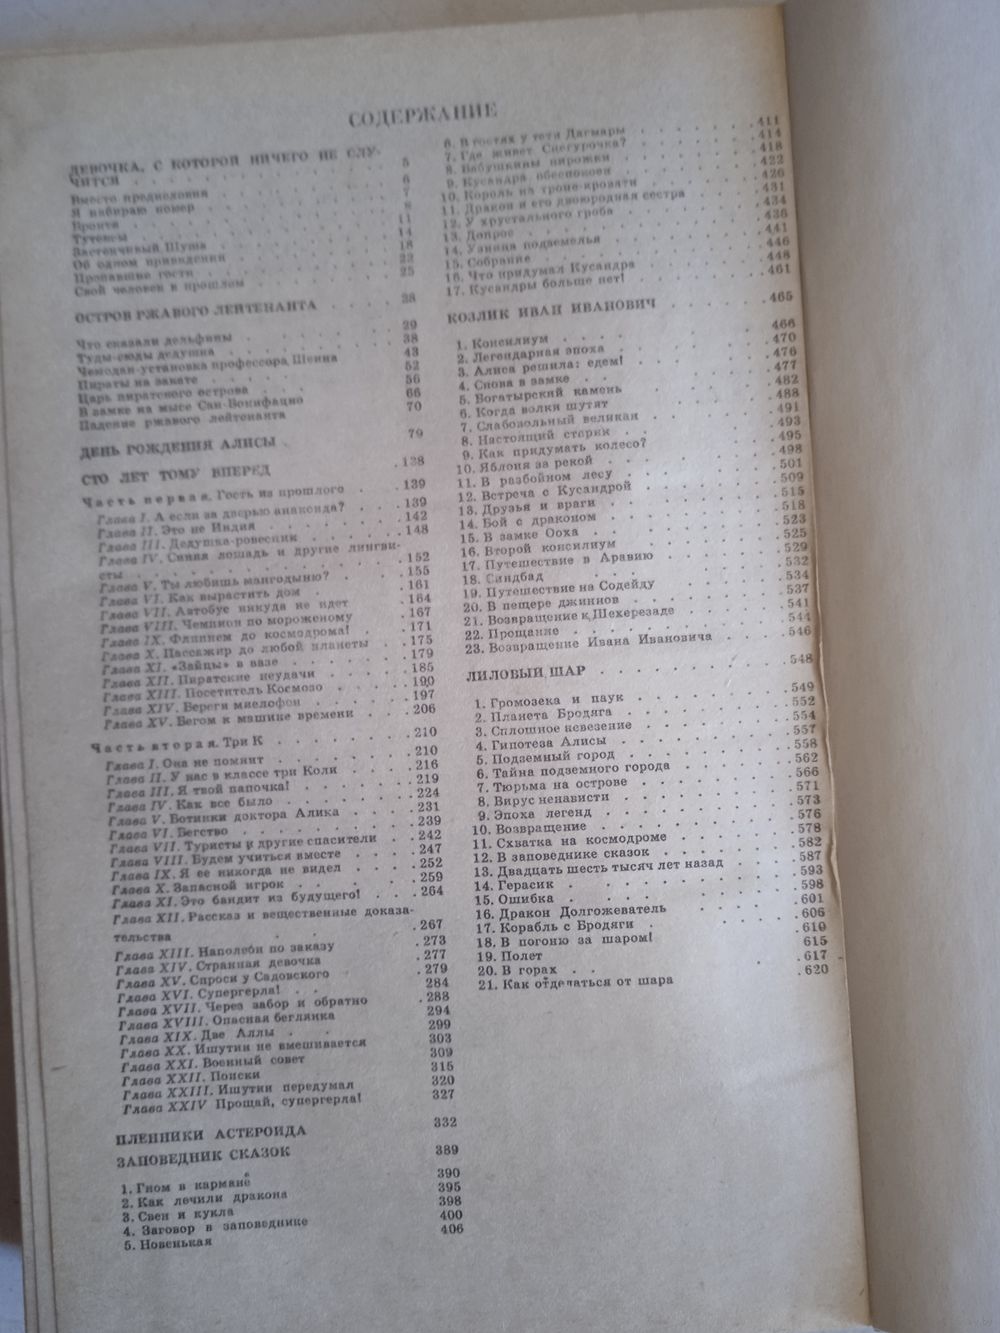 СОДЕРЖАНИЕ
ДЕВОЧКА, С КОТОРОЙ НИЧЕГО НЕ СЛУ-
ЧИТСЯ . . . . . . . 5
Вместо предисловия . . . . . 6
Я набираю номер . . . . . 7
Бронтя . . . . . . 8
Тутексы . . . . . . 11
Застенчивый Шуша . . . . . 14
Об одном привидении . . . . . 18
Пропавшие гости . . . . . 22
Свой человек в прошлом . . . . . 25
ОСТРОВ РЖАВОГО ЛЕЙТЕНАНТА . . . 28
Что сказали дельфины . . . . 29
Туды-сюды дедушка . . . . . 38
Чемодан-установка профессора Шеина . . 43
Пираты на закате . . . . . 52
Царь пиратского острова . . . . 56
В замке на мысе Сан-Бонифацио . . . 66
Падение ржавого лейтенанта . . . . 70
ДЕНЬ РОЖДЕНИЯ АЛИСЫ . . . . 79
СТО ЛЕТ ТОМУ ВПЕРЕД . . . . 138
Часть первая. Гость из прошлого . . 139
Глава I. А если за дверью анаконда? . . 139
Глава II. Это не Индия . . . . 142
Глава III. Дедушка-ровесник . . . . 148
Глава IV. Синяя лошадь и другие лингви-
сты . . . . . . . . 152
Глава V. Ты любишь мангодыню? . . 155
Глава VI. Как вырастить дом . . . 161
Глава VII. Автобус никуда не идет . . 164
Глава VIII. Чемпион по мороженому . . 167
Глава IX. Флипнем до космодрома! . . 171
Глава X. Пассажир до любой планеты . . 175
Глава XI. «Зайцы» в вазе . . . . 179
Глава XII. Пиратские неудачи . . . 185
Глава XIII. Посетитель Космозо . . . 190
Глава XIV. Береги миелофон . . . 197
Глава XV. Бегом к машине времени . . . 206
Часть вторая. Три К . . . . . 210
Глава I. Она не помнит . . . . 210
Глава II. У нас в классе три Коли . . . 216
Глава III. Я твой папочка! . . . . 219
Глава IV. Как все было . . . . 224
Глава V. Ботинки доктора Алика . . . 231
Глава VI. Бегство . . . . . 239
Глава VII. Туристы и другие спасители . . 242
Глава VIII. Будем учиться вместе . . . 247
Глава IX. Я ее никогда не видел . . . 252
Глава X. Запасной игрок . . . . 259
Глава XI. Это бандит из будущего! . . . 264
Глава XII. Рассказ и вещественные доказа-
тельства . . 267
Глава XIII. Наполеон по заказу 273
Глава XIV. Странная девочка 277
Глава XV. Спроси у Садовского . 279
Глава XVI. Супергерла! . . 284
Глава XVII. Через забор и обратно . 288
Глава XVIII. Опасная беглянка 294
Глава XIX. Две Аллы . . 299
Глава XX. Ишутин не вмешивается 303
Глава XXI. Военный совет 309
Глава XXII. Поиски 315
Глава XXIII. Ишутин передумал 320
Глава XXIV Прощай, супергерла! 327
ПЛЕННИКИ АСТЕРОИДА 332
ЗАПОВЕДНИК СКАЗОК 389
1. Гном в кармане 390
2. Как лечили дракона 395
3. Свен и кукла 398
4. Заговор в заповеднике 400
5. Новенькая 406
6. В гостях у тети Дагмары . . . . 411
7. Где живет Снегурочка? . . . . 414
8. Бабушкины пирожки . . . . 418
9. Кусандра обеспокоен . . . . 422
10. Король на троне-кровати . . . . 426
11. Дракон и его двоюродная сестра . . 431
12. У хрустального гроба . . . . 434
13. Допрос . . . . . . 436
14. Узница подземелья . . . . . 441
15. Собрание . . . . . . 446
16. Что придумал Кусандра . . . . 448
17. Кусандры больше нет! . . . . 461
КОЗЛИК ИВАН ИВАНОВИЧ . . . . 465
1. Консилиум . . . . . . 466
2. Легендарная эпоха . . . . . 470
3. Алиса решила: едем! . . . . 476
4. Снова в замке . . . . . 477
5. Богатырский камень . . . . 482
6. Когда волки шутят . . . . 488
7. Слабовольный великан . . . . 491
8. Настоящий старик . . . . 493
9. Как придумать колесо? . . . . 495
10. Яблоня за рекой . . . . . 498
11. В разбойном лесу . . . . . 501
12. Встреча с Кусандрой . . . . 509
13. Друзья и враги . . . . . 515
14. Бой с драконом . . . . . 518
15. В замке Ооха . . . . . 523
16. Второй консилиум . . . . . 525
17. Путешествие в Аравию . . . . 529
18. Синдбад . . . . . . 532
19. Путешествие на Содейду . . . . 534
20. В пещере джиннов . . . . . 537
21. Возвращение к Шехерезаде . . . . 541
22. Прощание . . . . . . 544
23. Возвращение Ивана Ивановича . . . 546
ЛИЛОВЫЙ ШАР . . . . . . 548
1. Громозека и паук . . . . . 549
2. Планета Бродяга . . . . . 552
3. Сплошное невезение . . . . . 554
4. Гипотеза Алисы . . . . . 557
5. Подземный город . . . . . 558
6. Тайна подземного города . . . . 562
7. Тюрьма на острове . . . . . 566
8. Вирус ненависти . . . . . 571
9. Эпоха легенд . . . . . 573
10. Возвращение . . . . . . 576
11. Схватка на космодроме . . . . 578
12. В заповеднике сказок . . . . 582
13. Двадцать шесть тысяч лет назад . . . 587
14. Герасик . . . . . . 593
15. Ошибка . . . . . . 598
16. Дракон Долгожеватель . . . . 601
17. Корабль с Бродяги . . . . . 606
18. В погоню за шаром! . . . . 610
19. Полет 615
20. В горах . . . . 617
21. Как отделаться от шара . 620